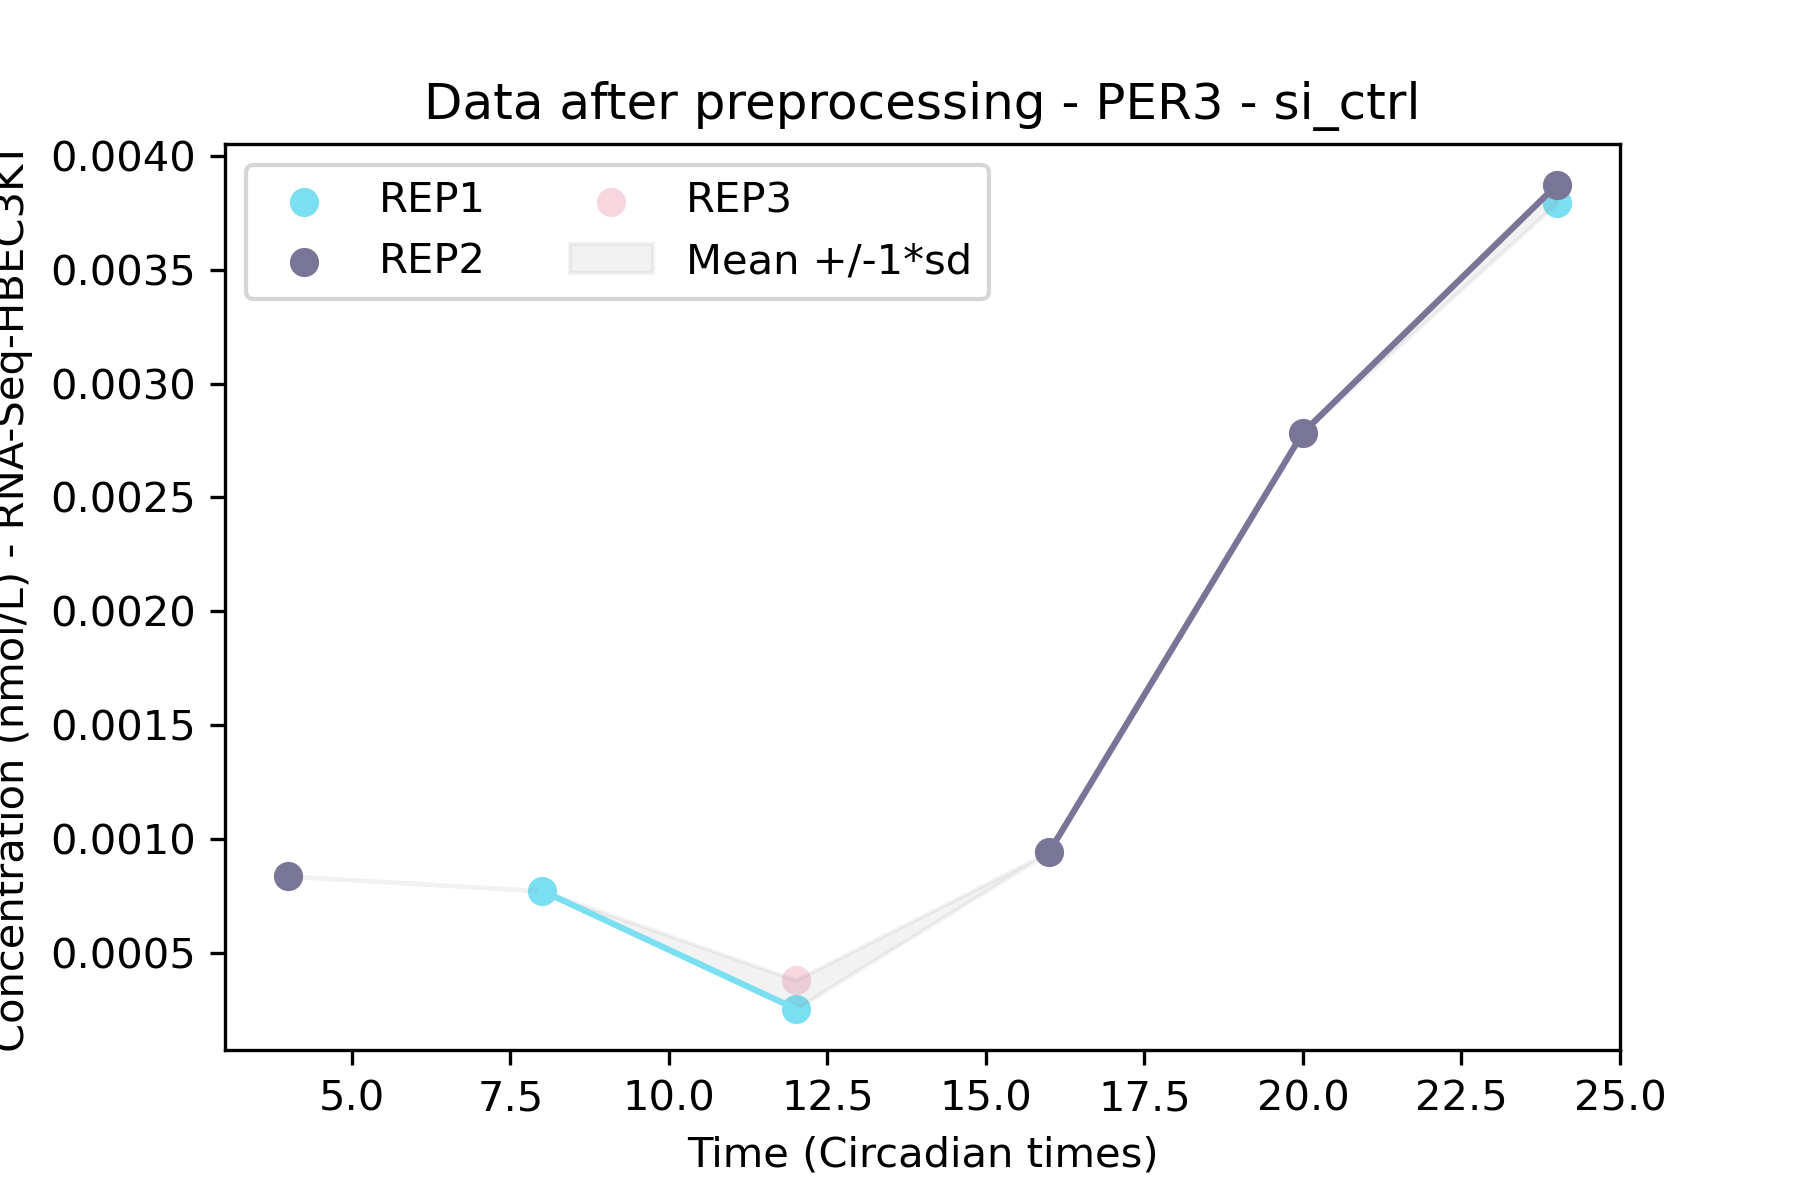 Data after preprocessing - PER3 - si_ctrl
Concentration (nmol/L) - RNA-Seq-HBEC3KT
0.0040
0.0035
0.0030
0.0025
0.0020
0.0015
0.0010
0.0005
REP1
REP2
REP3
Mean +/-1*sd
5.0 7.5 10.0 12.5 15.0 17.5 20.0 22.5 25.0
Time (Circadian times)